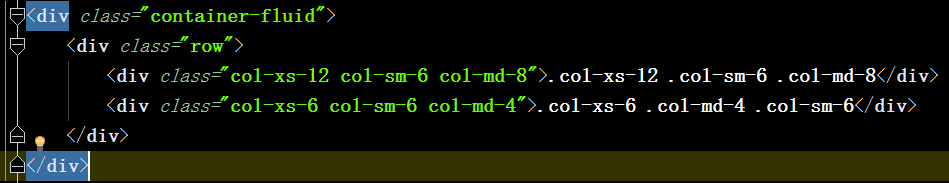 <div class="container-fluid">
<div class="row">
<div class="col-xs-12 col-sm-6 col-md-8">.col-xs-12 .col-sm-6 .col-md-8</div>
<div class="col-xs-6 col-sm-6 col-md-4">.col-xs-6 .col-md-4 .col-sm-6</div>
</div>
</div>